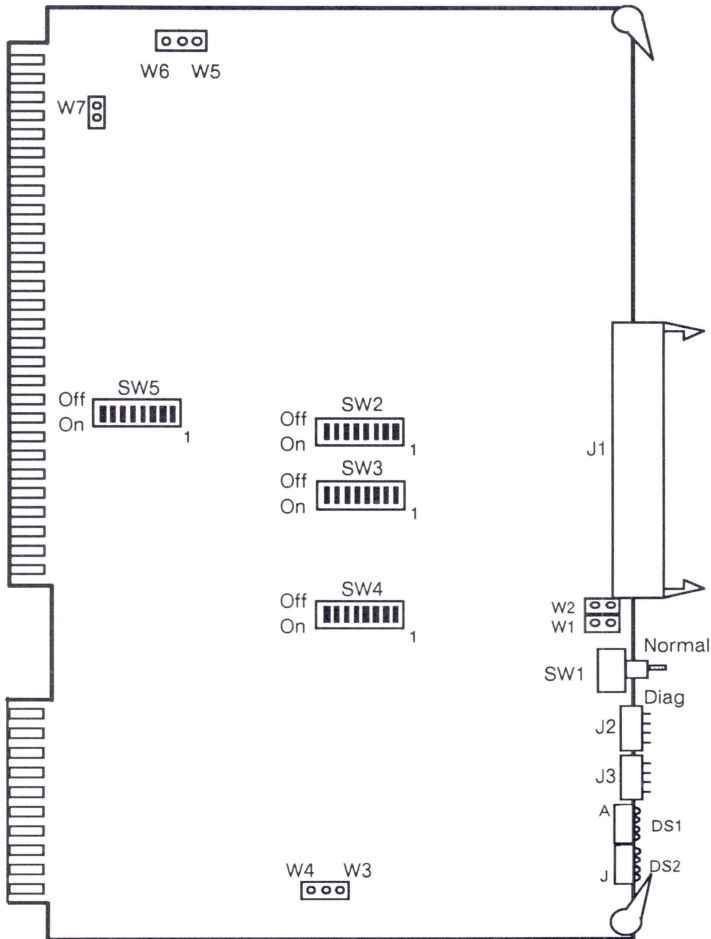 W6 W5
W7
SW5
Off
On
1
SW2
Off
On
1
SW3
Off
On
1
J1
SW4
Off
On
1
W2
W1
Normal
SW1
Diag
J2
J3
A
DS1
J
DS2
W4 W3